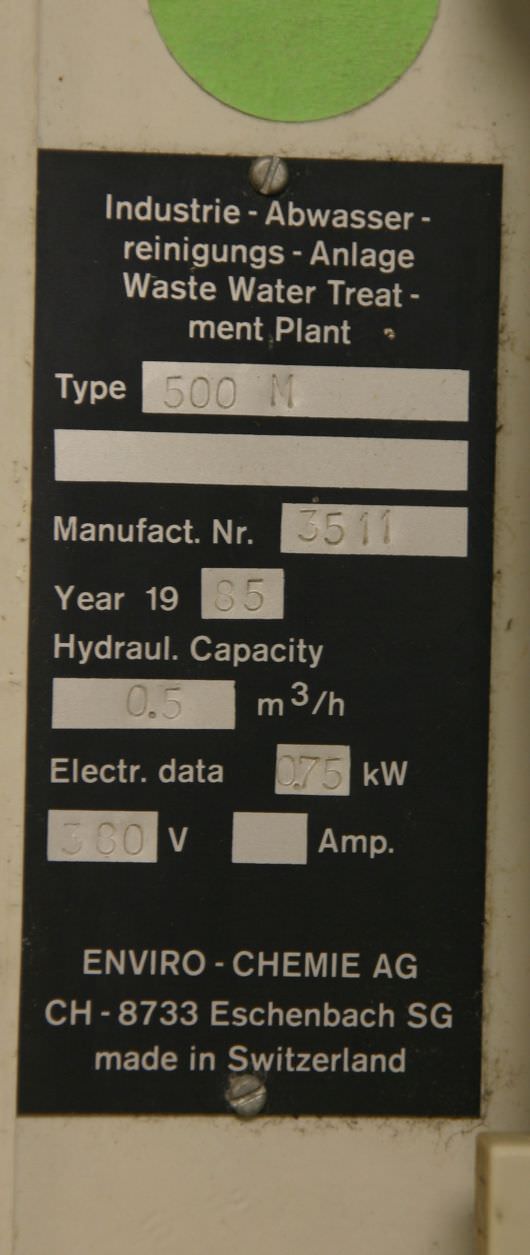 Industrie - Abwasser -
reinigungs - Anlage
Waste Water Treat -
ment Plant
Type 500 M
Manufact. Nr. 3511
Year 19 85
Hydraul. Capacity
0.5 m³/h
Electr. data 0.75 kW
380 V Amp.
ENVIRO - CHEMIE AG
CH - 8733 Eschenbach SG
made in Switzerland